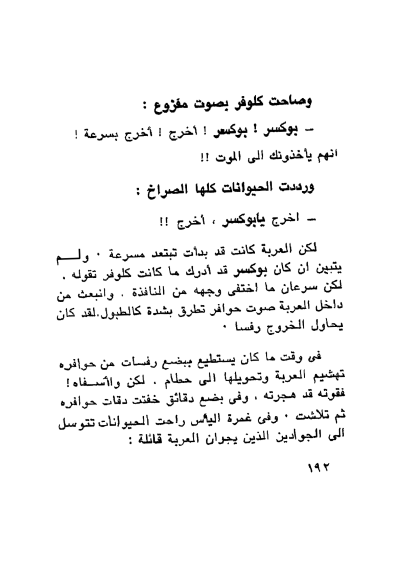 وصاحت كلوفر بصوت مفزوع :
– بوكسر ! بوكسر ! أخرج ! أخرج بسرعة !
انهم يأخذونك الى الموت !!
ورددت الحيوانات كلها الصراخ :
– اخرج يابوكسر ، أخرج !!
لكن العربة كانت قد بدأت تبتعد مسرعة ٠ ولــم
يتبين ان كان بوكسر قد أدرك ما كانت كلوفر تقوله .
لكن سرعان ما اختفى وجهه من النافذة . وانبعث من
داخل العربة صوت حوافر تطرق بشدة كالطبول،لقد كان
يحاول الخروج رفسا ٠
فى وقت ما كان يستطيع ببضع رفسات من حوافره
تهشيم العربة وتحويلها الى حطام . لكن واأسفاه!
فقوته قد هجرته ، وفى بضع دقائق خفتت دقات حوافره
ثم تلاشت ٠ وفى غمرة اليأس راحت الحيوانات تتوسل
الى الجوادين الذين يجران العربة قائلة :
١٩٢